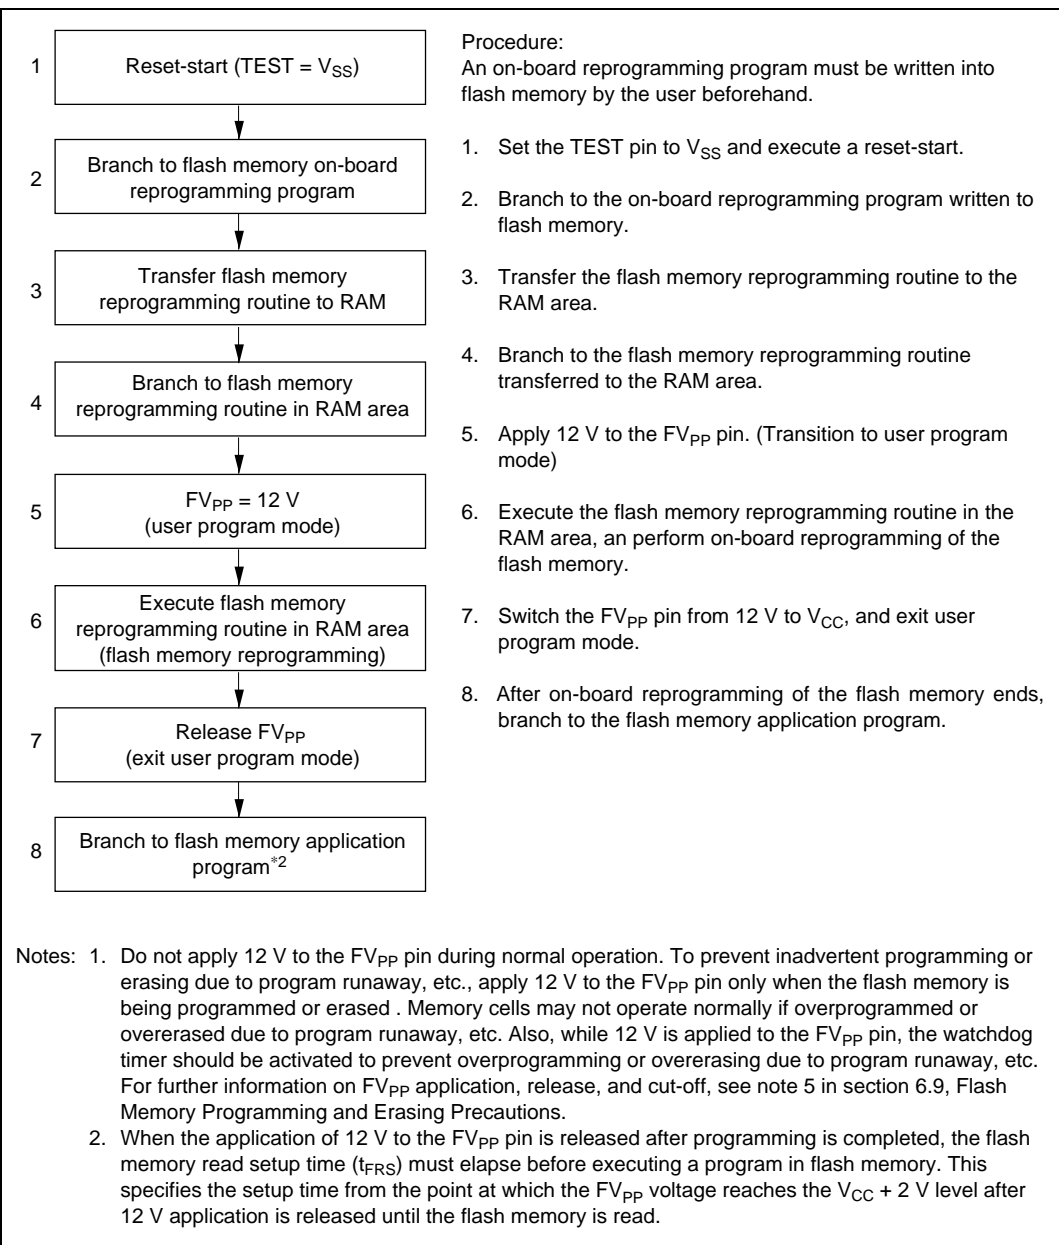 1
Reset-start (TEST = VSS)
2
Branch to flash memory on-board
reprogramming program
3
Transfer flash memory
reprogramming routine to RAM
4
Branch to flash memory
reprogramming routine in RAM area
5
FVPP = 12 V
(user program mode)
6
Execute flash memory
reprogramming routine in RAM area
(flash memory reprogramming)
7
Release FVPP
(exit user program mode)
8
Branch to flash memory application
program*2
Procedure:
An on-board reprogramming program must be written into
flash memory by the user beforehand.
1. Set the TEST pin to VSS and execute a reset-start.
2. Branch to the on-board reprogramming program written to
flash memory.
3. Transfer the flash memory reprogramming routine to the
RAM area.
4. Branch to the flash memory reprogramming routine
transferred to the RAM area.
5. Apply 12 V to the FVPP pin. (Transition to user program
mode)
6. Execute the flash memory reprogramming routine in the
RAM area, an perform on-board reprogramming of the
flash memory.
7. Switch the FVPP pin from 12 V to VCC, and exit user
program mode.
8. After on-board reprogramming of the flash memory ends,
branch to the flash memory application program.
Notes: 1. Do not apply 12 V to the FVPP pin during normal operation. To prevent inadvertent programming or
erasing due to program runaway, etc., apply 12 V to the FVPP pin only when the flash memory is
being programmed or erased . Memory cells may not operate normally if overprogrammed or
overerased due to program runaway, etc. Also, while 12 V is applied to the FVPP pin, the watchdog
timer should be activated to prevent overprogramming or overerasing due to program runaway, etc.
For further information on FVPP application, release, and cut-off, see note 5 in section 6.9, Flash
Memory Programming and Erasing Precautions.
2. When the application of 12 V to the FVPP pin is released after programming is completed, the flash
memory read setup time (tFRS) must elapse before executing a program in flash memory. This
specifies the setup time from the point at which the FVPP voltage reaches the VCC + 2 V level after
12 V application is released until the flash memory is read.